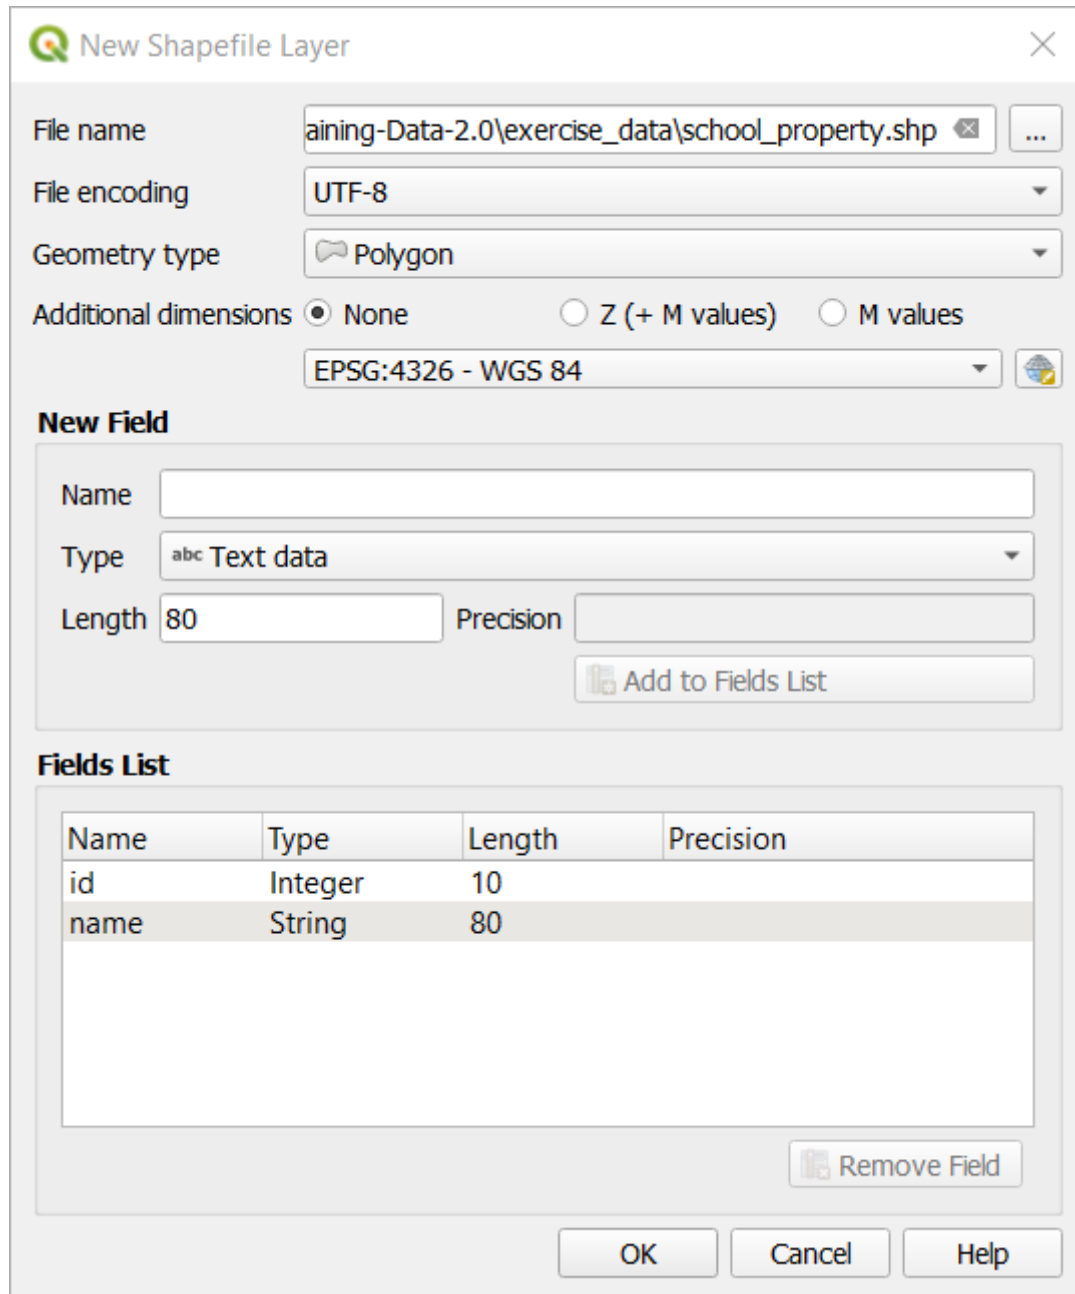 New Shapefile Layer
File name aining-Data-2.0\exercise_data\school_property.shp ...
File encoding UTF-8
Geometry type Polygon
Additional dimensions None Z (+ M values) M values
EPSG:4326 - WGS 84
New Field
Name
Type abc Text data
Length 80 Precision
Add to Fields List
Fields List
Name Type Length Precision
id Integer 10
name String 80
Remove Field
OK Cancel Help